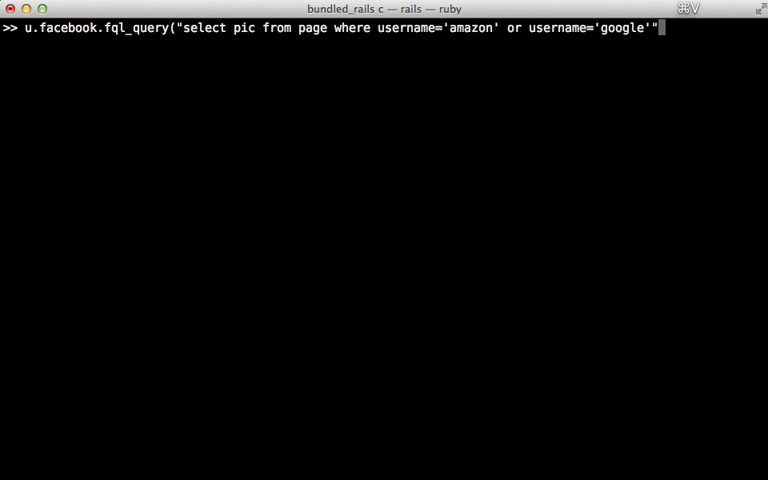 bundled_rails c — rails — ruby
⌘V
>> u.facebook.fql_query("select pic from page where username='amazon' or username='google'"